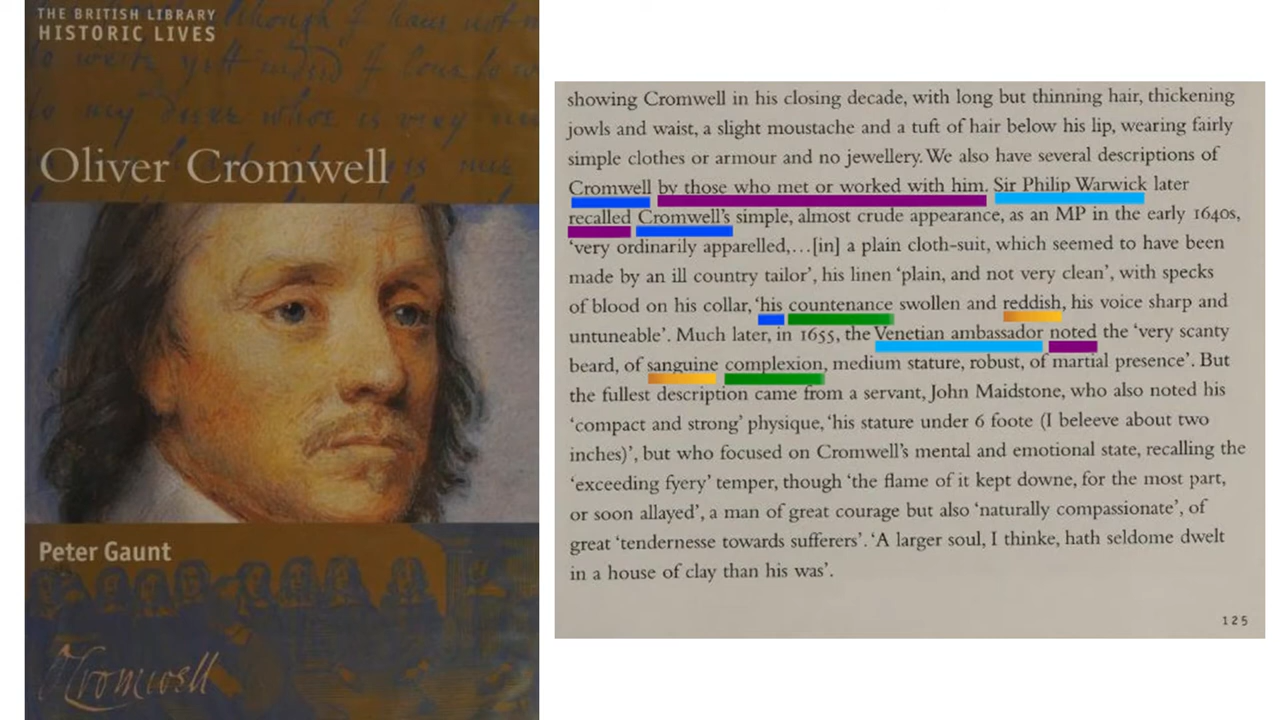 THE BRITISH LIBRARY
HISTORIC LIVES
Oliver Cromwell
Peter Gaunt
showing Cromwell in his closing decade, with long but thinning hair, thickening
jowls and waist, a slight moustache and a tuft of hair below his lip, wearing fairly
simple clothes or armour and no jewellery. We also have several descriptions of
Cromwell by those who met or worked with him. Sir Philip Warwick later
recalled Cromwell's simple, almost crude appearance, as an MP in the early 1640s,
'very ordinarily apparelled,…[in] a plain cloth-suit, which seemed to have been
made by an ill country tailor', his linen 'plain, and not very clean', with specks
of blood on his collar, 'his countenance swollen and reddish, his voice sharp and
untuneable'. Much later, in 1655, the Venetian ambassador noted the 'very scanty
beard, of sanguine complexion, medium stature, robust, of martial presence'. But
the fullest description came from a servant, John Maidstone, who also noted his
'compact and strong' physique, 'his stature under 6 foote (I beleeve about two
inches)', but who focused on Cromwell's mental and emotional state, recalling the
'exceeding fyery' temper, though 'the flame of it kept downe, for the most part,
or soon allayed', a man of great courage but also 'naturally compassionate', of
great 'tendernesse towards sufferers'. 'A larger soul, I thinke, hath seldome dwelt
in a house of clay than his was'.
125